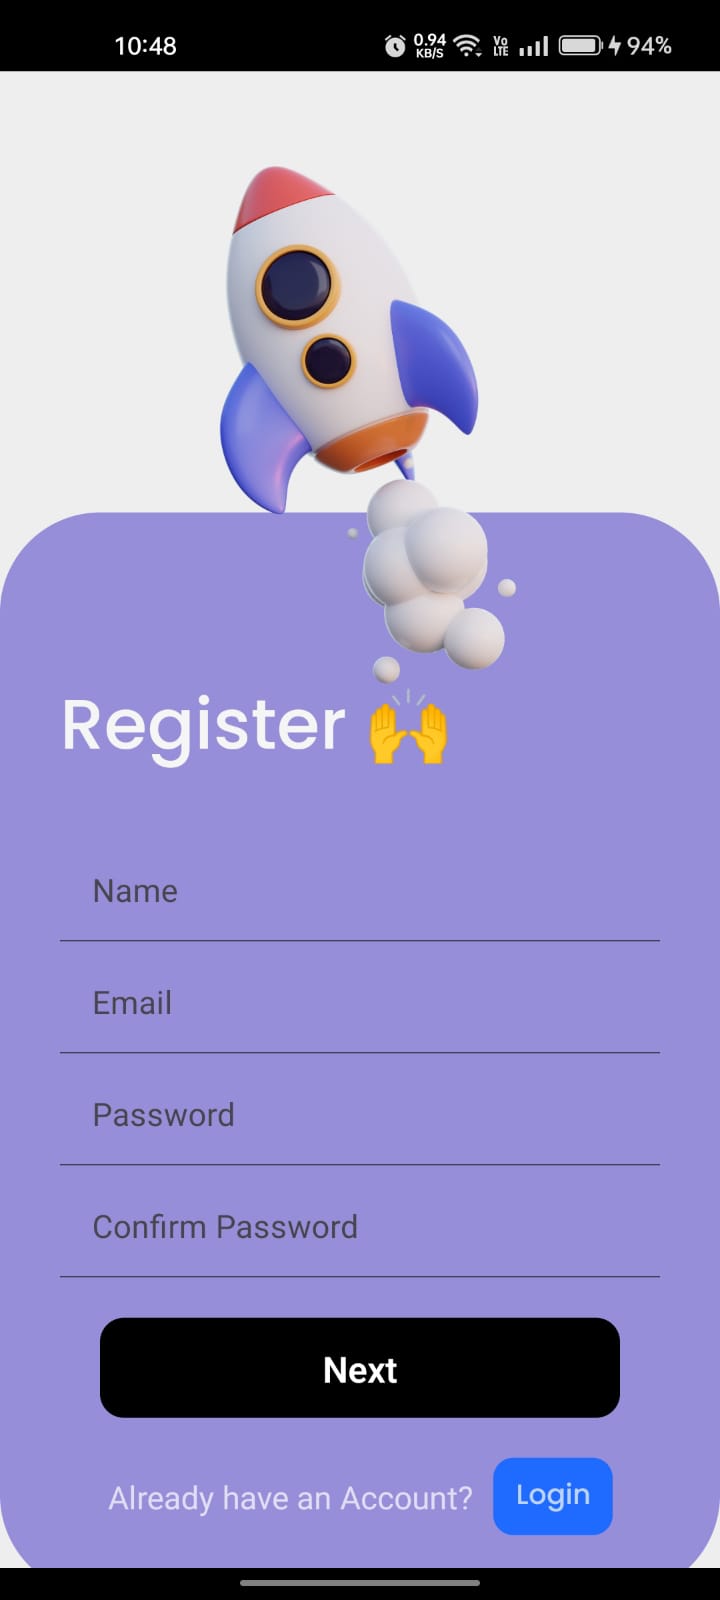 10:48 0.94 KB/S Vo LTE 94%
Register 🙌
Name
Email
Password
Confirm Password
Next
Already have an Account? Login